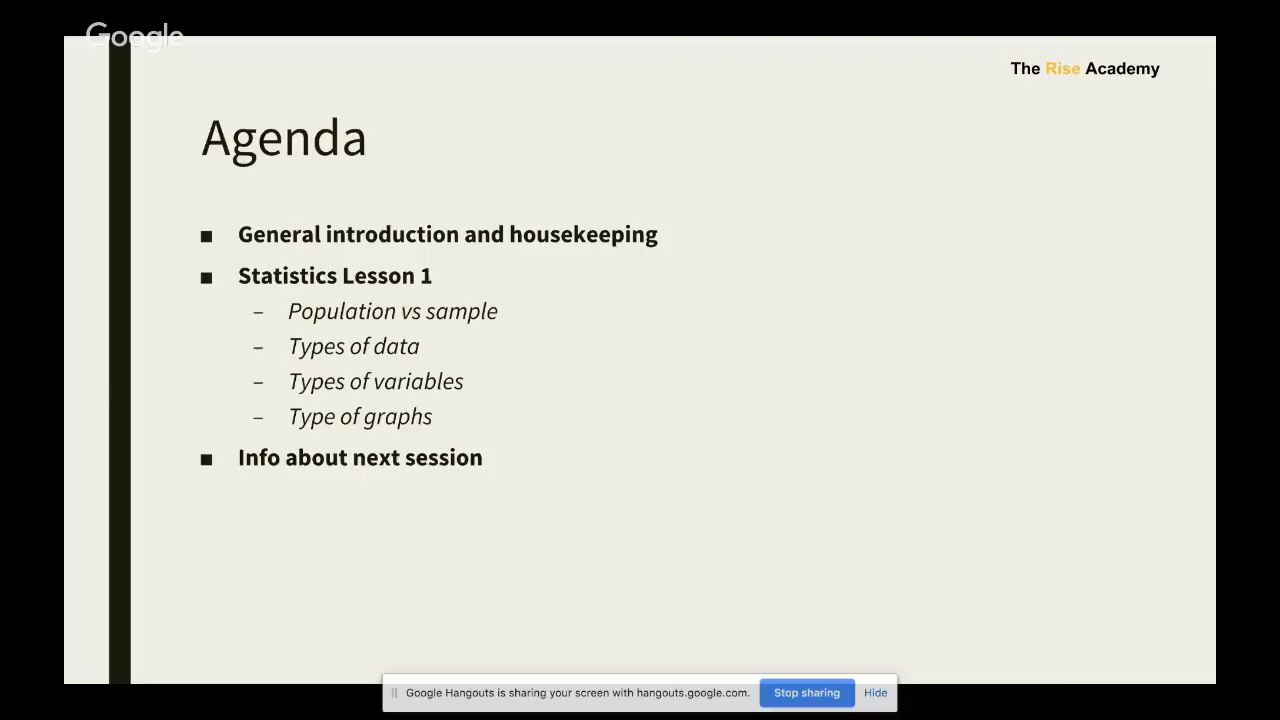 Google
The Rise Academy
Agenda
■ General introduction and housekeeping
■ Statistics Lesson 1
– Population vs sample
– Types of data
– Types of variables
– Type of graphs
■ Info about next session
Google Hangouts is sharing your screen with hangouts.google.com. Stop sharing Hide